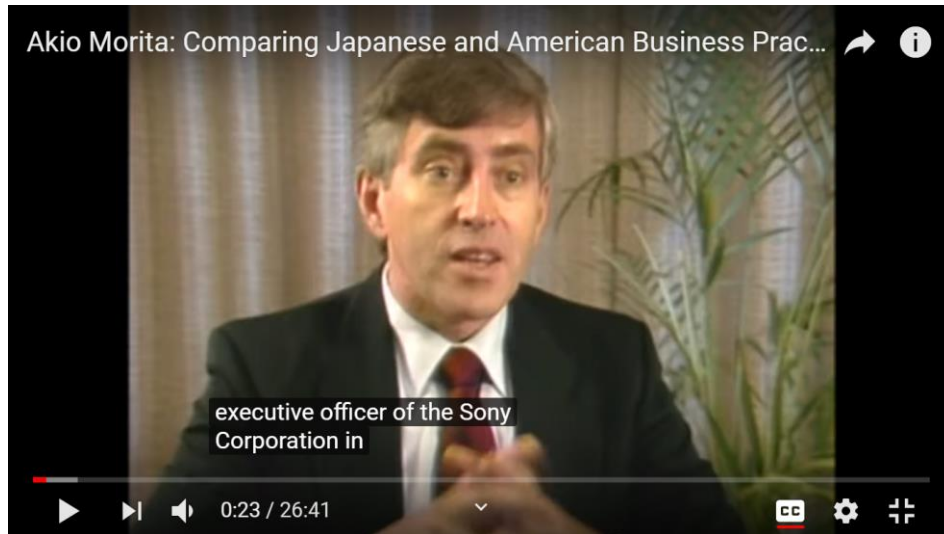 Akio Morita: Comparing Japanese and American Business Prac...
executive officer of the Sony
Corporation in
0:23 / 26:41
CC